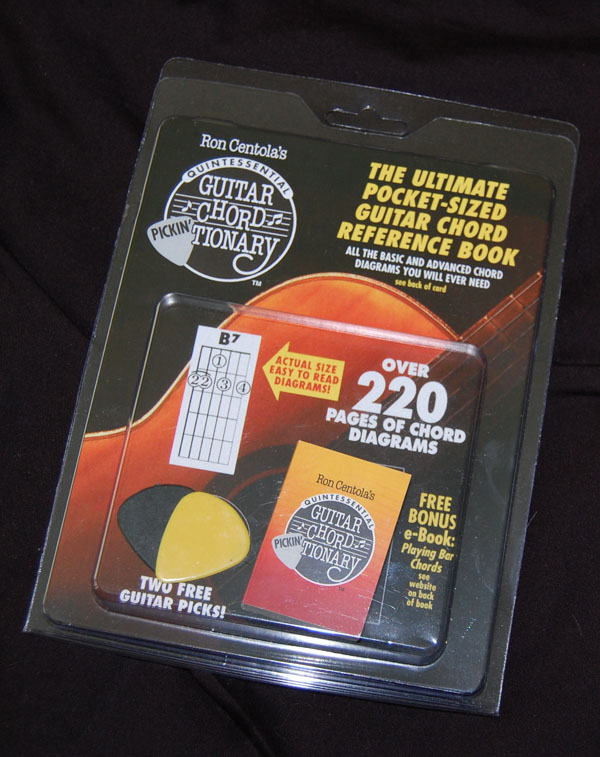 Ron Centola's
QUINTESSENTIAL
GUITAR
CHORD
PICKIN'
TIONARY
TM
THE ULTIMATE
POCKET-SIZED
GUITAR CHORD
REFERENCE BOOK
ALL THE BASIC AND ADVANCED CHORD
DIAGRAMS YOU WILL EVER NEED
see back of card
B7
1
2 2 3 4
ACTUAL SIZE
EASY TO READ
DIAGRAMS!
OVER
220
PAGES OF CHORD
DIAGRAMS
Ron Centola's
QUINTESSENTIAL
GUITAR
CHORD
PICKIN'
TIONARY
TM
FREE
BONUS
e-Book:
Playing Bar
Chords
see
website
on back
of book
TWO FREE
GUITAR PICKS!